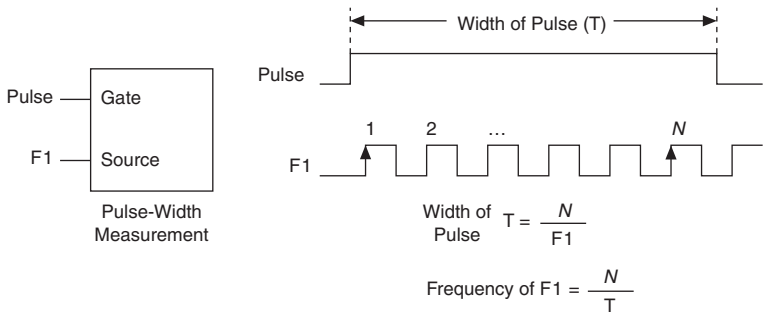 Width of Pulse (T)
Pulse
Pulse
Gate
1 2 ... N
F1
Source
F1
Pulse-Width
Measurement
Width of
Pulse
T = N
F1
Frequency of F1 = N
T